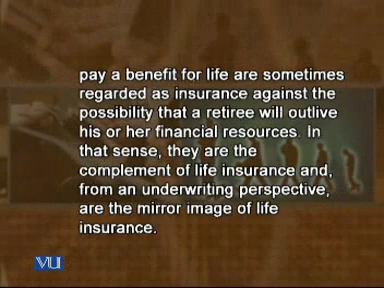 pay a benefit for life are sometimes
regarded as insurance against the
possibility that a retiree will outlive
his or her financial resources. In
that sense, they are the
complement of life insurance and,
from an underwriting perspective,
are the mirror image of life
insurance.
VU